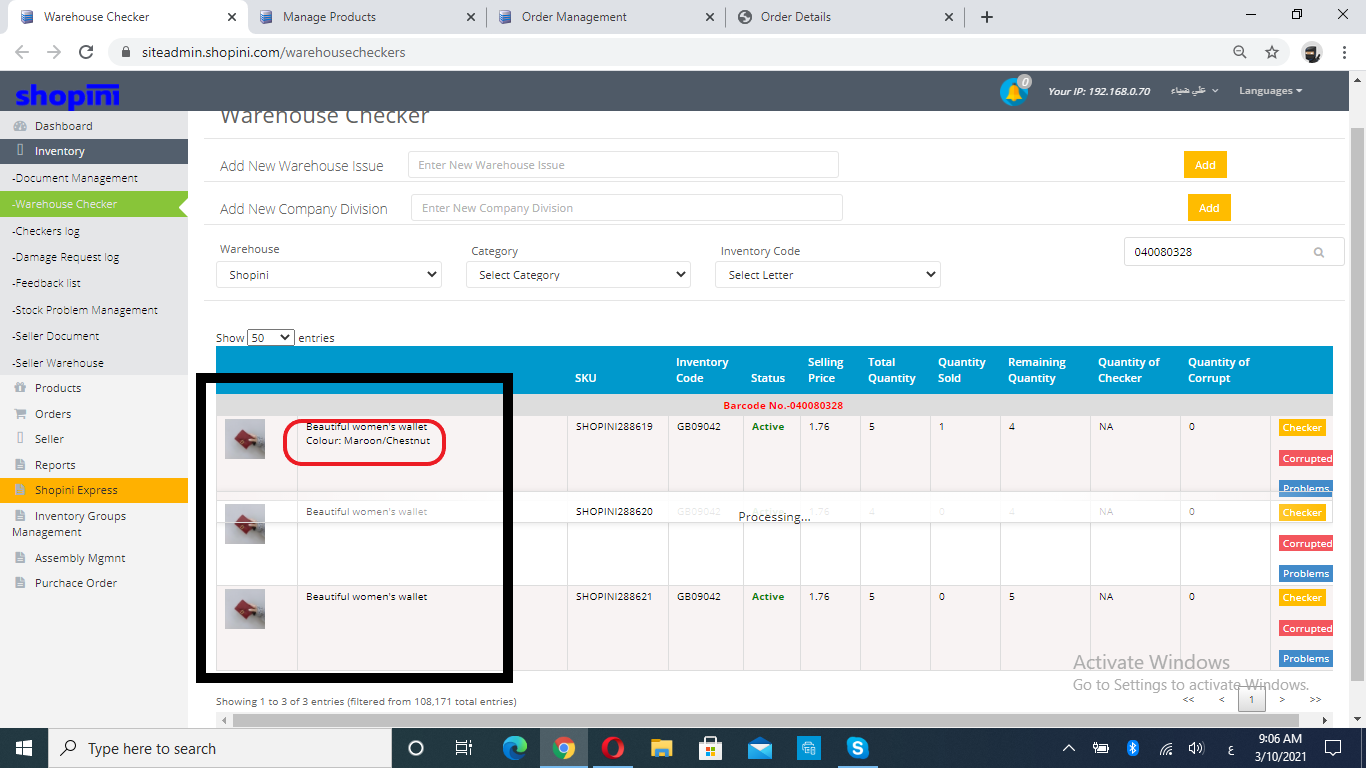 Warehouse Checker
Manage Products
Order Management
Order Details
siteadmin.shopini.com/warehousecheckers
shopini
0
Your IP: 192.168.0.70
علي ضياء
Languages
Dashboard
Inventory
-Document Management
-Warehouse Checker
-Checkers log
-Damage Request log
-Feedback list
-Stock Problem Management
-Seller Document
-Seller Warehouse
Products
Orders
Seller
Reports
Shopini Express
Inventory Groups
Management
Assembly Mgmnt
Purchace Order
Warehouse Checker
Add New Warehouse Issue
Enter New Warehouse Issue
Add
Add New Company Division
Enter New Company Division
Add
Warehouse
Category
Inventory Code
Shopini
Select Category
Select Letter
040080328
Show 50 entries
SKU
Inventory Code
Status
Selling Price
Total Quantity
Quantity Sold
Remaining Quantity
Quantity of Checker
Quantity of Corrupt
Barcode No.-040080328
Beautiful women's wallet
Colour: Maroon/Chestnut
SHOPINI288619 GB09042 Active 1.76 5 1 4 NA 0
Checker
Corrupted
Problems
Beautiful women's wallet
SHOPINI288620 GB09042 Active 1.76 4 0 4 NA 0
Processing...
Checker
Corrupted
Problems
Beautiful women's wallet
SHOPINI288621 GB09042 Active 1.76 5 0 5 NA 0
Checker
Corrupted
Problems
Activate Windows
Go to Settings to activate Windows.
Showing 1 to 3 of 3 entries (filtered from 108,171 total entries)
<< < 1 > >>
Type here to search
ع
9:06 AM
3/10/2021